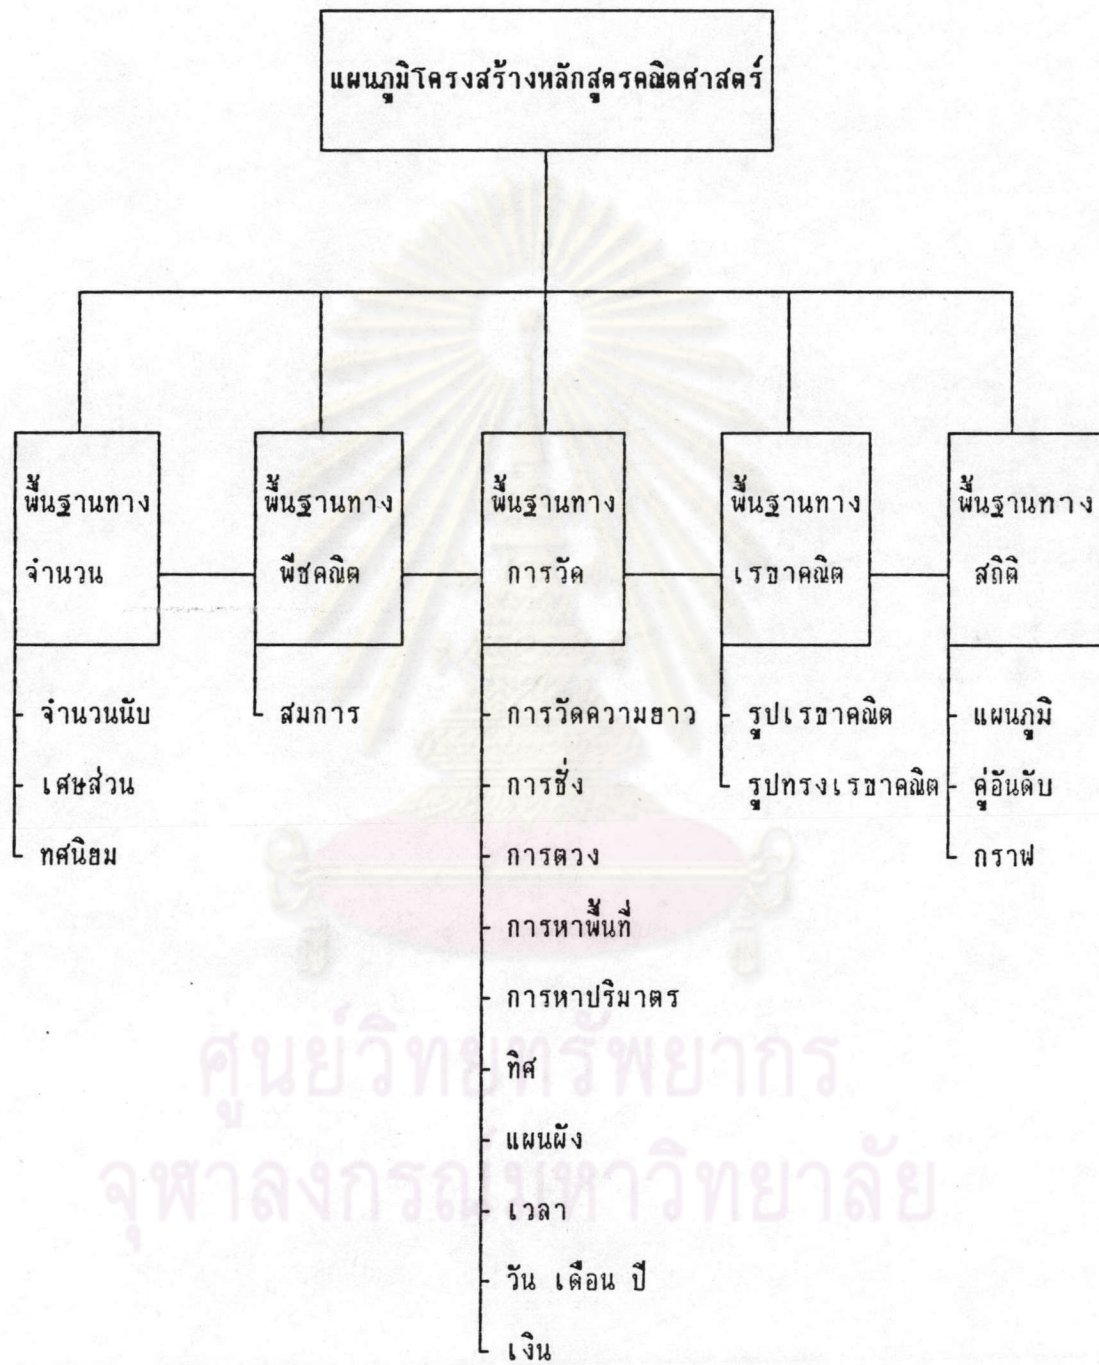 แผนภูมิโครงสร้างหลักสูตรคณิตศาสตร์
พื้นฐานทาง
จำนวน
จำนวนนับ
เศษส่วน
ทศนิยม
พื้นฐานทาง
พีชคณิต
สมการ
พื้นฐานทาง
การวัด
การวัดความยาว
การชั่ง
การตวง
การหาพื้นที่
การหาปริมาตร
ทิศ
แผนผัง
เวลา
วัน เดือน ปี
เงิน
พื้นฐานทาง
เรขาคณิต
รูปเรขาคณิต
รูปทรงเรขาคณิต
พื้นฐานทาง
สถิติ
แผนภูมิ
คู่อันดับ
กราฟ
ศูนย์วิทยทรัพยากร
จุฬาลงกรณ์มหาวิทยาลัย